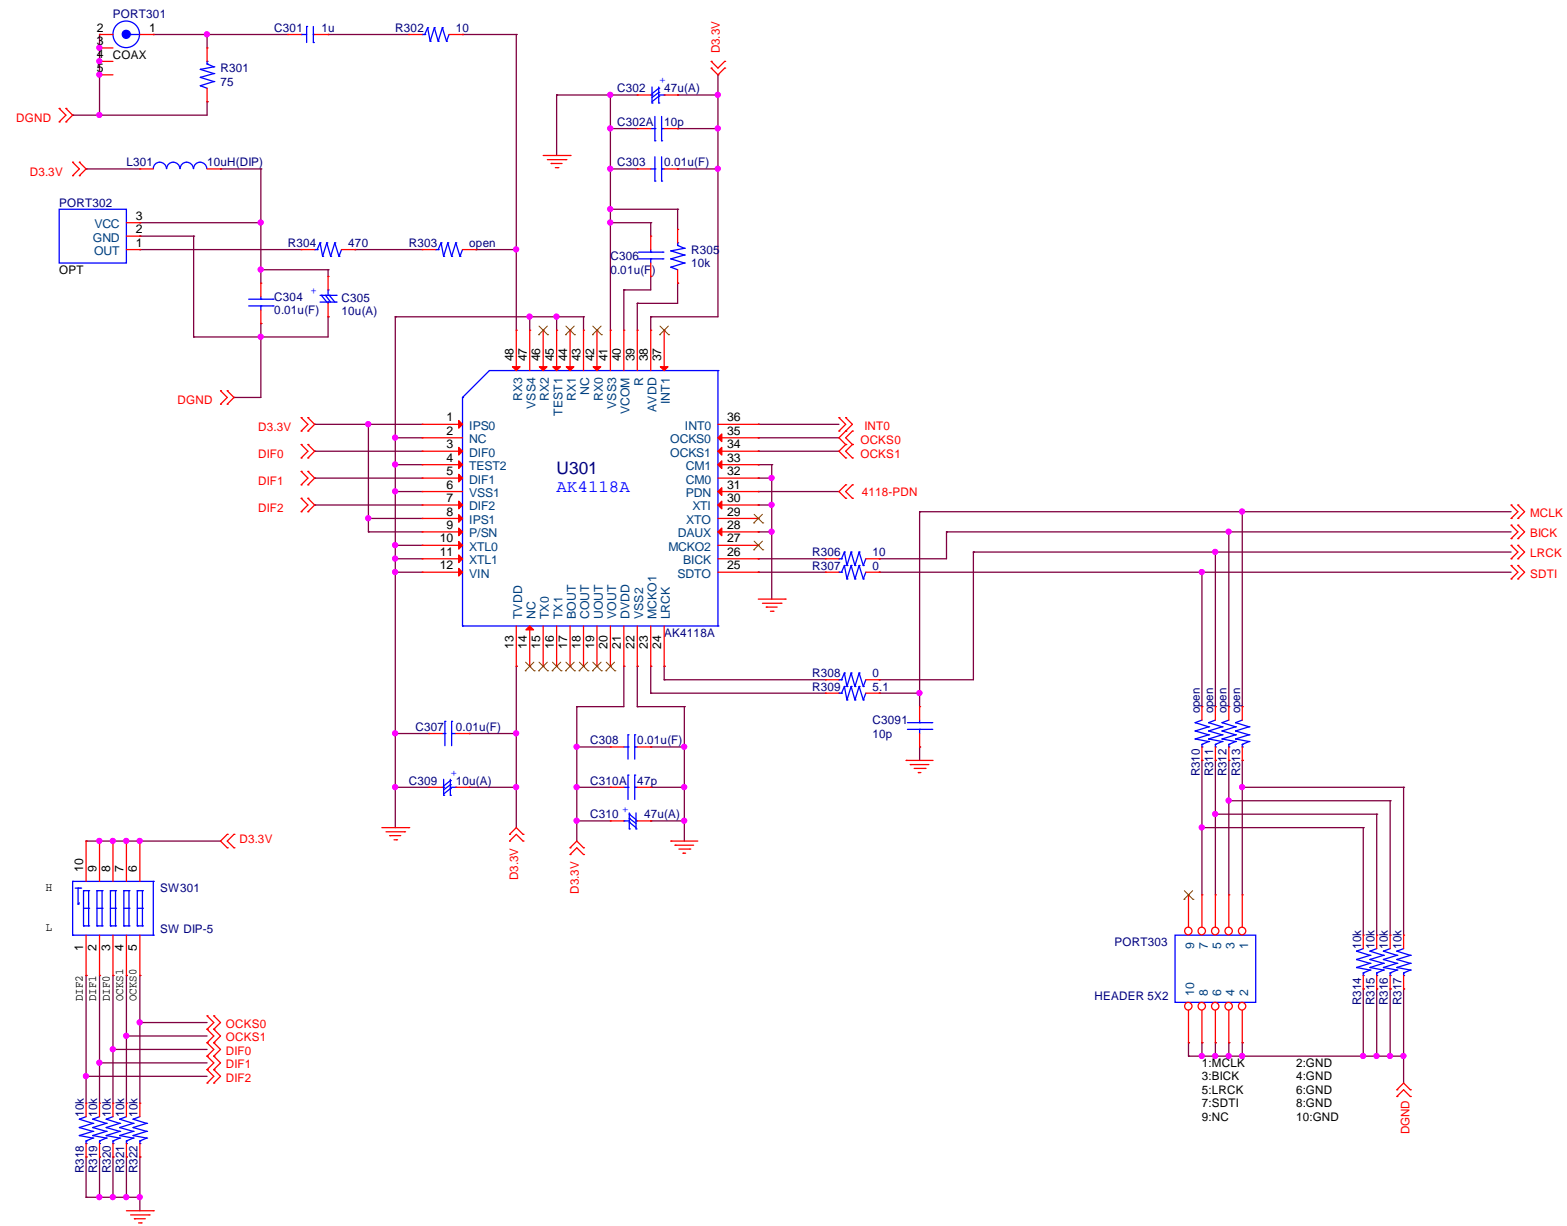 PORT301
2
1
3
4
5
COAX
C301
1u
R302
10
R301
75
DGND
D3.3V
C302
+
47u(A)
C302A
10p
C303
0.01u(F)
D3.3V
L301
10uH(DIP)
PORT302
VCC
3
GND
2
OUT
1
OPT
R304
470
R303
open
C306
0.01u(F)
R305
10k
C304
0.01u(F)
+
C305
10u(A)
DGND
48
47
46
45
44
43
42
41
40
39
38
37
RX3
VSS4
RX2
TEST1
RX1
NC
RX0
VSS3
VCOM
R
AVDD
INT1
D3.3V
DIF0
DIF1
DIF2
1
IPS0
2
NC
3
DIF0
4
TEST2
5
DIF1
6
VSS1
7
DIF2
8
IPS1
9
P/SN
10
XTL0
11
XTL1
12
VIN
U301
AK4118A
INT0
36
OCKS0
35
OCKS1
34
CM1
33
CM0
32
PDN
31
XTI
30
XTO
29
DAUX
28
MCKO2
27
BICK
26
SDTO
25
INT0
OCKS0
OCKS1
4118-PDN
R306
10
R307
0
MCLK
BICK
LRCK
SDTI
TVDD
NC
TX0
TX1
BOUT
COUT
UOUT
VOUT
DVDD
VSS2
MCKO1
LRCK
AK4118A
13
14
15
16
17
18
19
20
21
22
23
24
R308
0
R309
5.1
C3091
10p
C307
0.01u(F)
C309
+
10u(A)
D3.3V
C308
0.01u(F)
C310A
47p
C310
+
47u(A)
D3.3V
open
open
open
open
R310
R311
R312
R313
D3.3V
10
9
8
7
6
H
SW301
L
SW DIP-5
1
2
3
4
5
DIF2
DIF1
DIF0
OCKS1
OCKS0
OCKS0
OCKS1
DIF0
DIF1
DIF2
10k
10k
10k
10k
10k
R318
R319
R320
R321
R322
PORT303
9
7
5
3
1
HEADER 5X2
10
8
6
4
2
10k
10k
10k
10k
R314
R315
R316
R317
1:MCLK
2:GND
3:BICK
4:GND
5:LRCK
6:GND
7:SDTI
8:GND
9:NC
10:GND
DGND